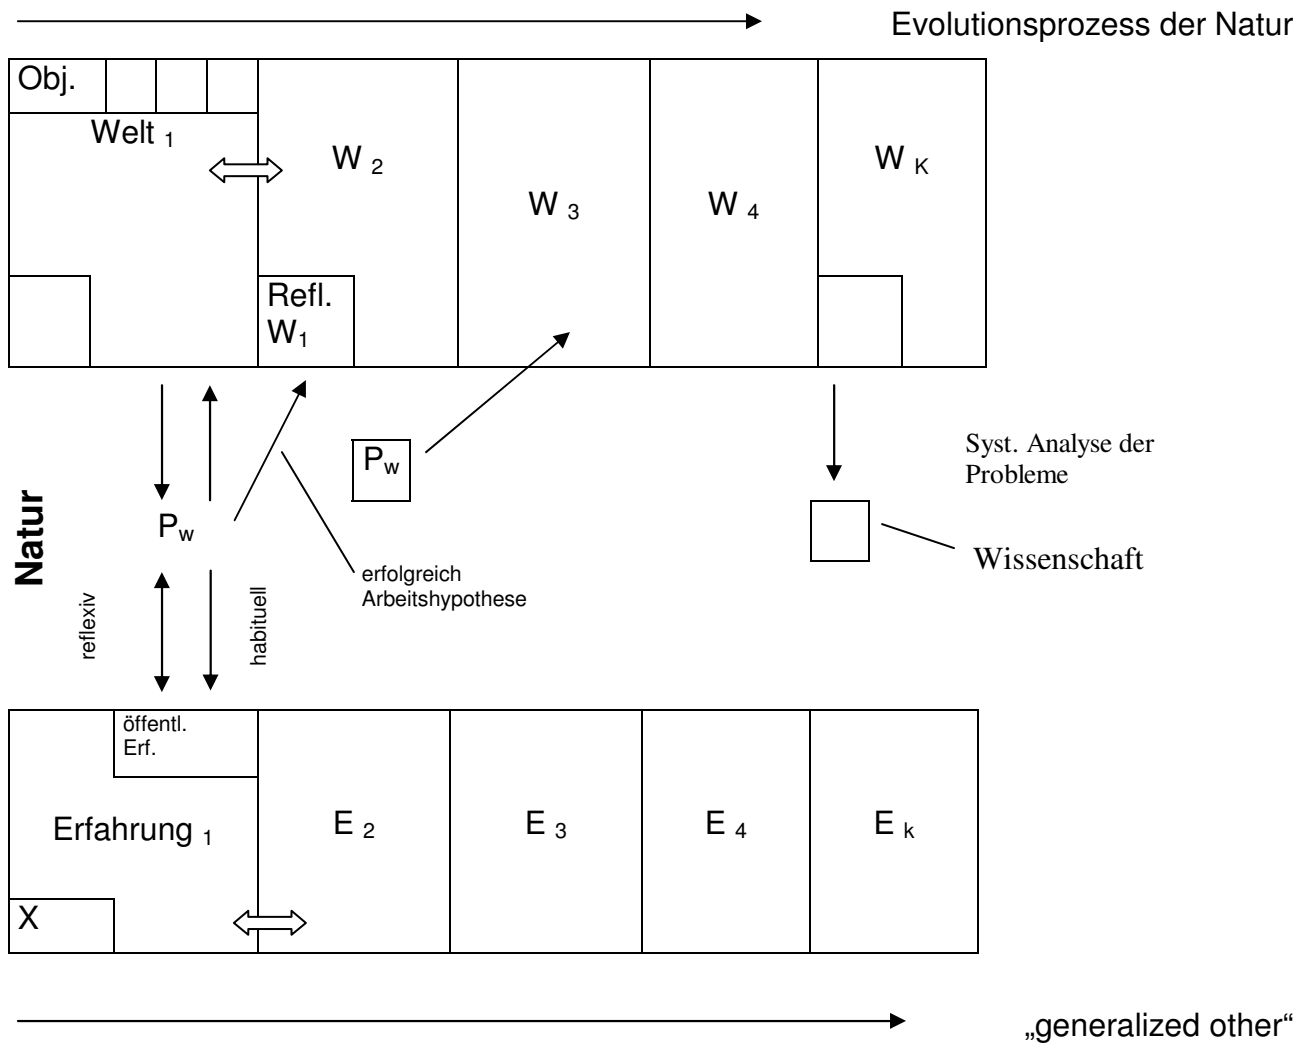 Evolutionsprozess der Natur
Obj.
Welt 1
W 2
W 3
W 4
W K
Refl.
W1
Pw
Syst. Analyse der
Probleme
Natur
Pw
Wissenschaft
erfolgreich
Arbeitshypothese
reflexiv
habituell
öffentl.
Erf.
Erfahrung 1
E 2
E 3
E 4
E k
X
„generalized other“